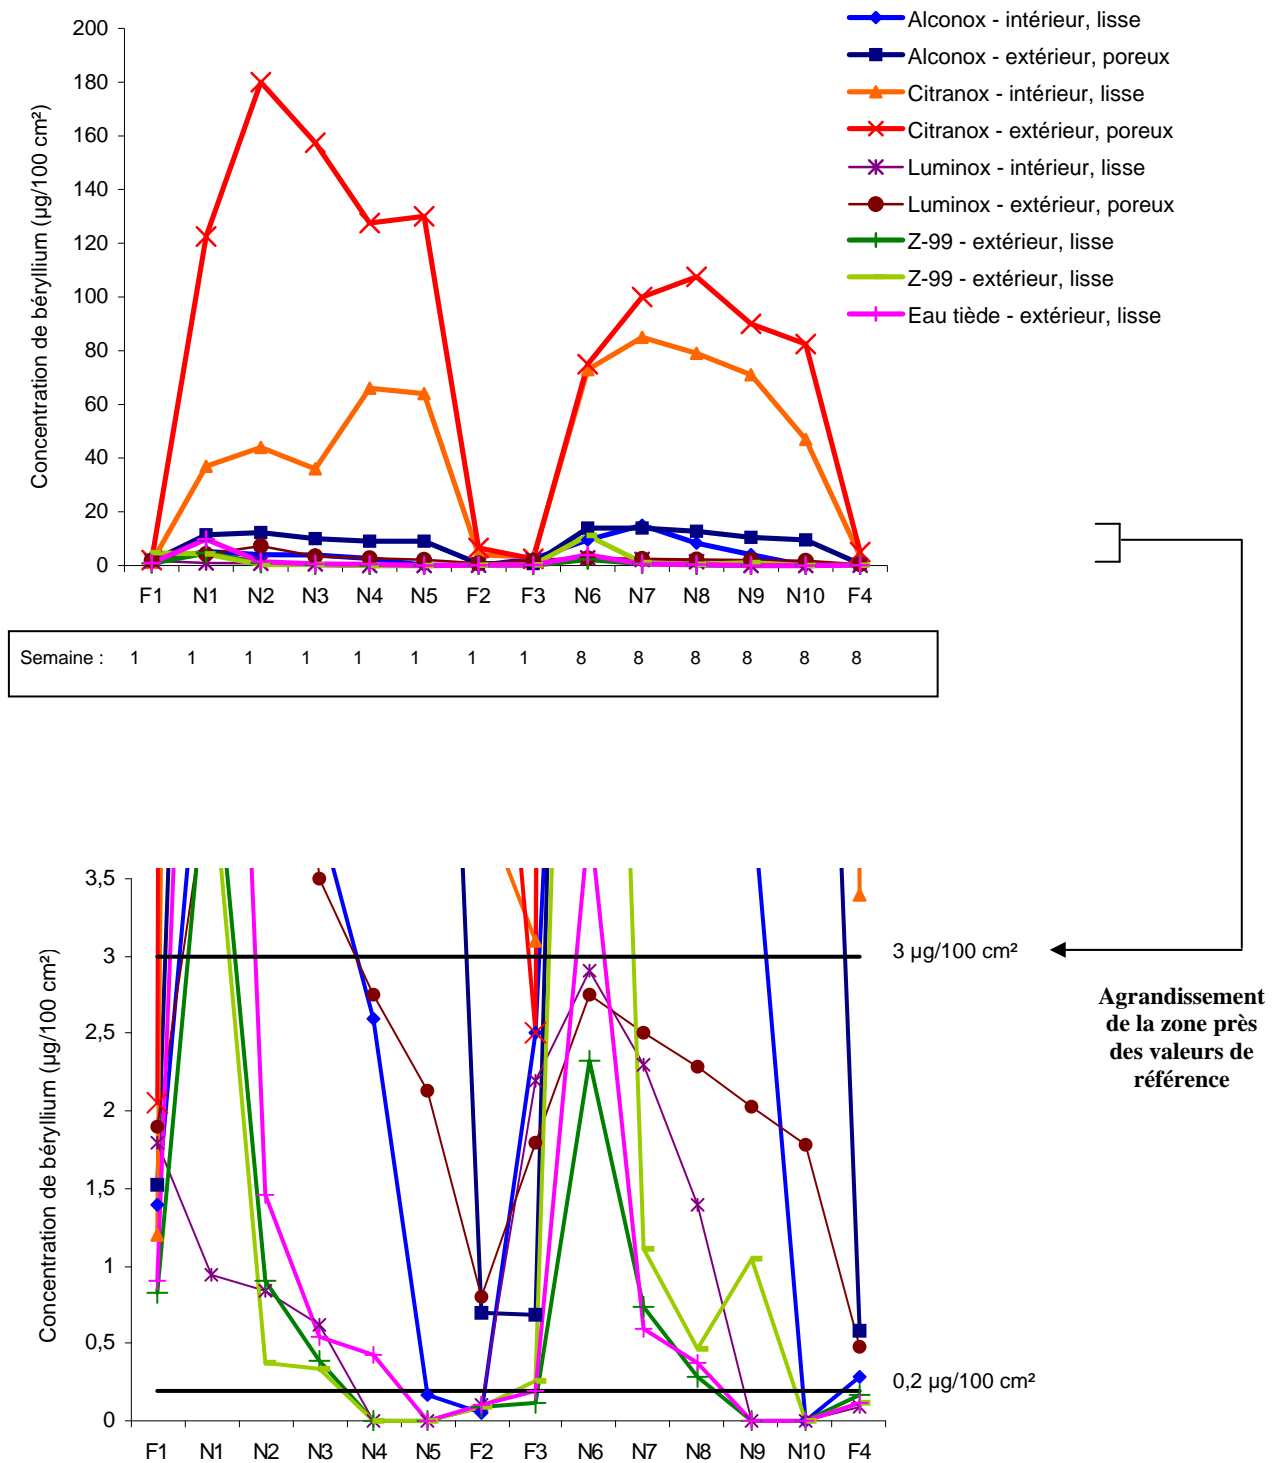 Alconox - intérieur, lisse
Alconox - extérieur, poreux
Citranox - intérieur, lisse
Citranox - extérieur, poreux
Luminox - intérieur, lisse
Luminox - extérieur, poreux
Z-99 - extérieur, lisse
Z-99 - extérieur, lisse
Eau tiède - extérieur, lisse
Concentration de béryllium (µg/100 cm²)
200
180
160
140
120
100
80
60
40
20
0
F1 N1 N2 N3 N4 N5 F2 F3 N6 N7 N8 N9 N10 F4
Semaine : 1 1 1 1 1 1 1 1 8 8 8 8 8 8
Concentration de béryllium (µg/100 cm²)
3,5
3
2,5
2
1,5
1
0,5
0
3 µg/100 cm²
0,2 µg/100 cm²
Agrandissement
de la zone près
des valeurs de
référence
F1 N1 N2 N3 N4 N5 F2 F3 N6 N7 N8 N9 N10 F4